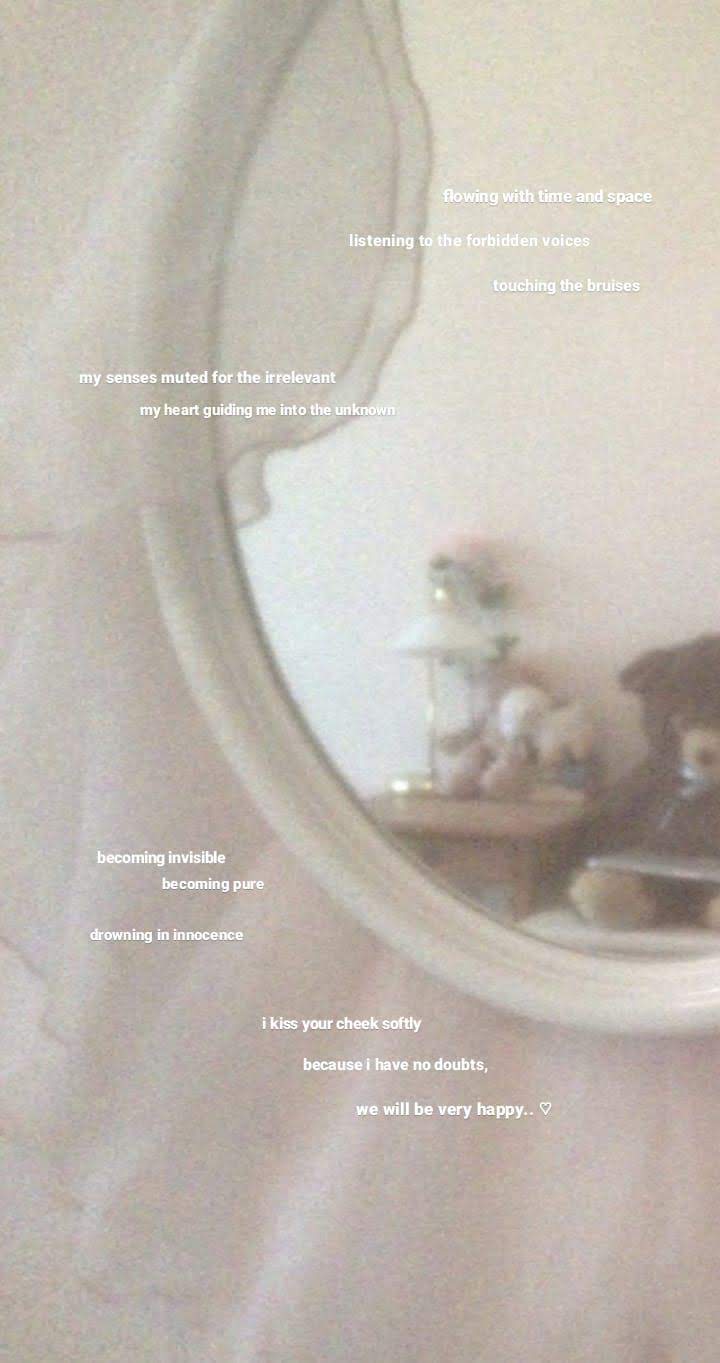 flowing with time and space
listening to the forbidden voices
touching the bruises
my senses muted for the irrelevant
my heart guiding me into the unknown
becoming invisible
becoming pure
drowning in innocence
i kiss your cheek softly
because i have no doubts,
we will be very happy.. ♡